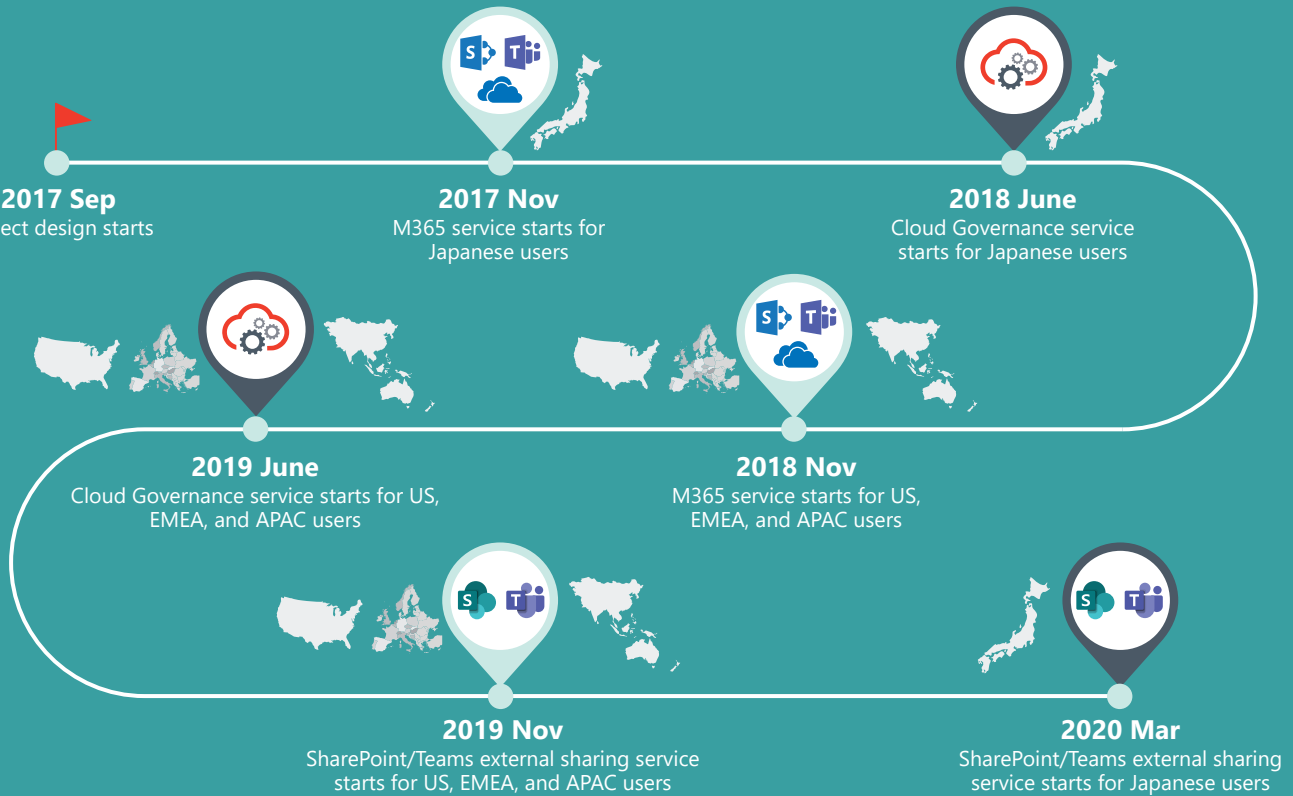 2017 Sep
ect design starts
2017 Nov
M365 service starts for
Japanese users
2018 June
Cloud Governance service
starts for Japanese users
2019 June
Cloud Governance service starts for US,
EMEA, and APAC users
2018 Nov
M365 service starts for US,
EMEA, and APAC users
2019 Nov
SharePoint/Teams external sharing service
starts for US, EMEA, and APAC users
2020 Mar
SharePoint/Teams external sharing
service starts for Japanese users